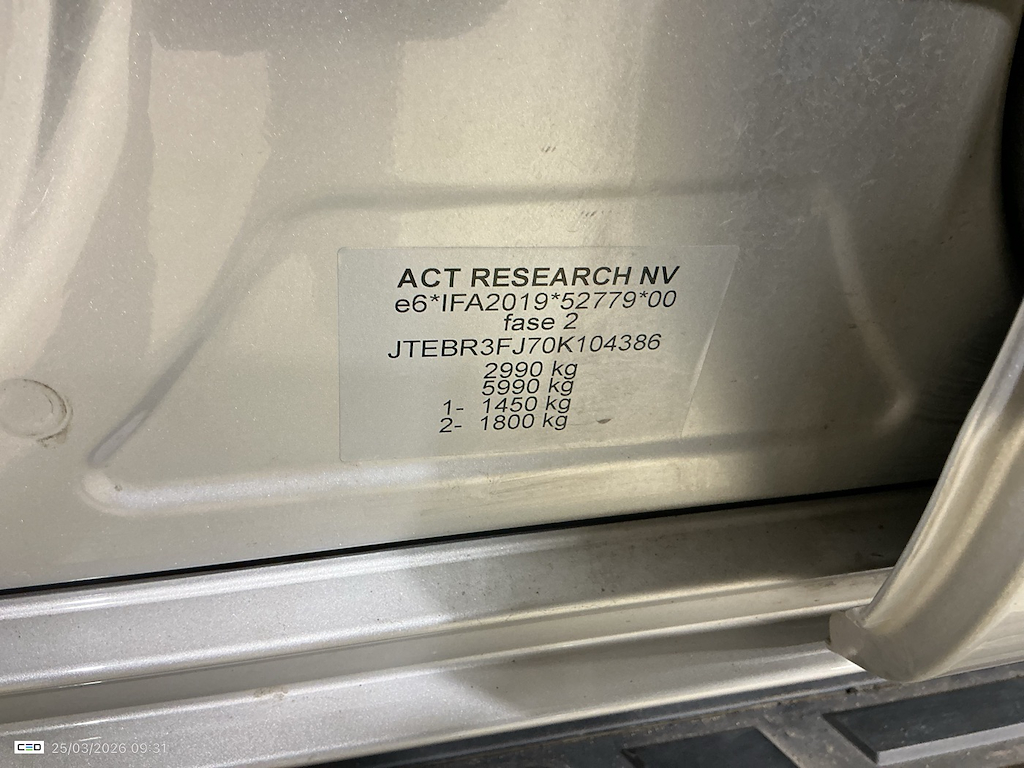 ACT RESEARCH NV
e6*IFA2019*52779*00
fase 2
JTEBR3FJ70K104386
2990 kg
5990 kg
1- 1450 kg
2- 1800 kg
CEO 25/03/2026 09:31